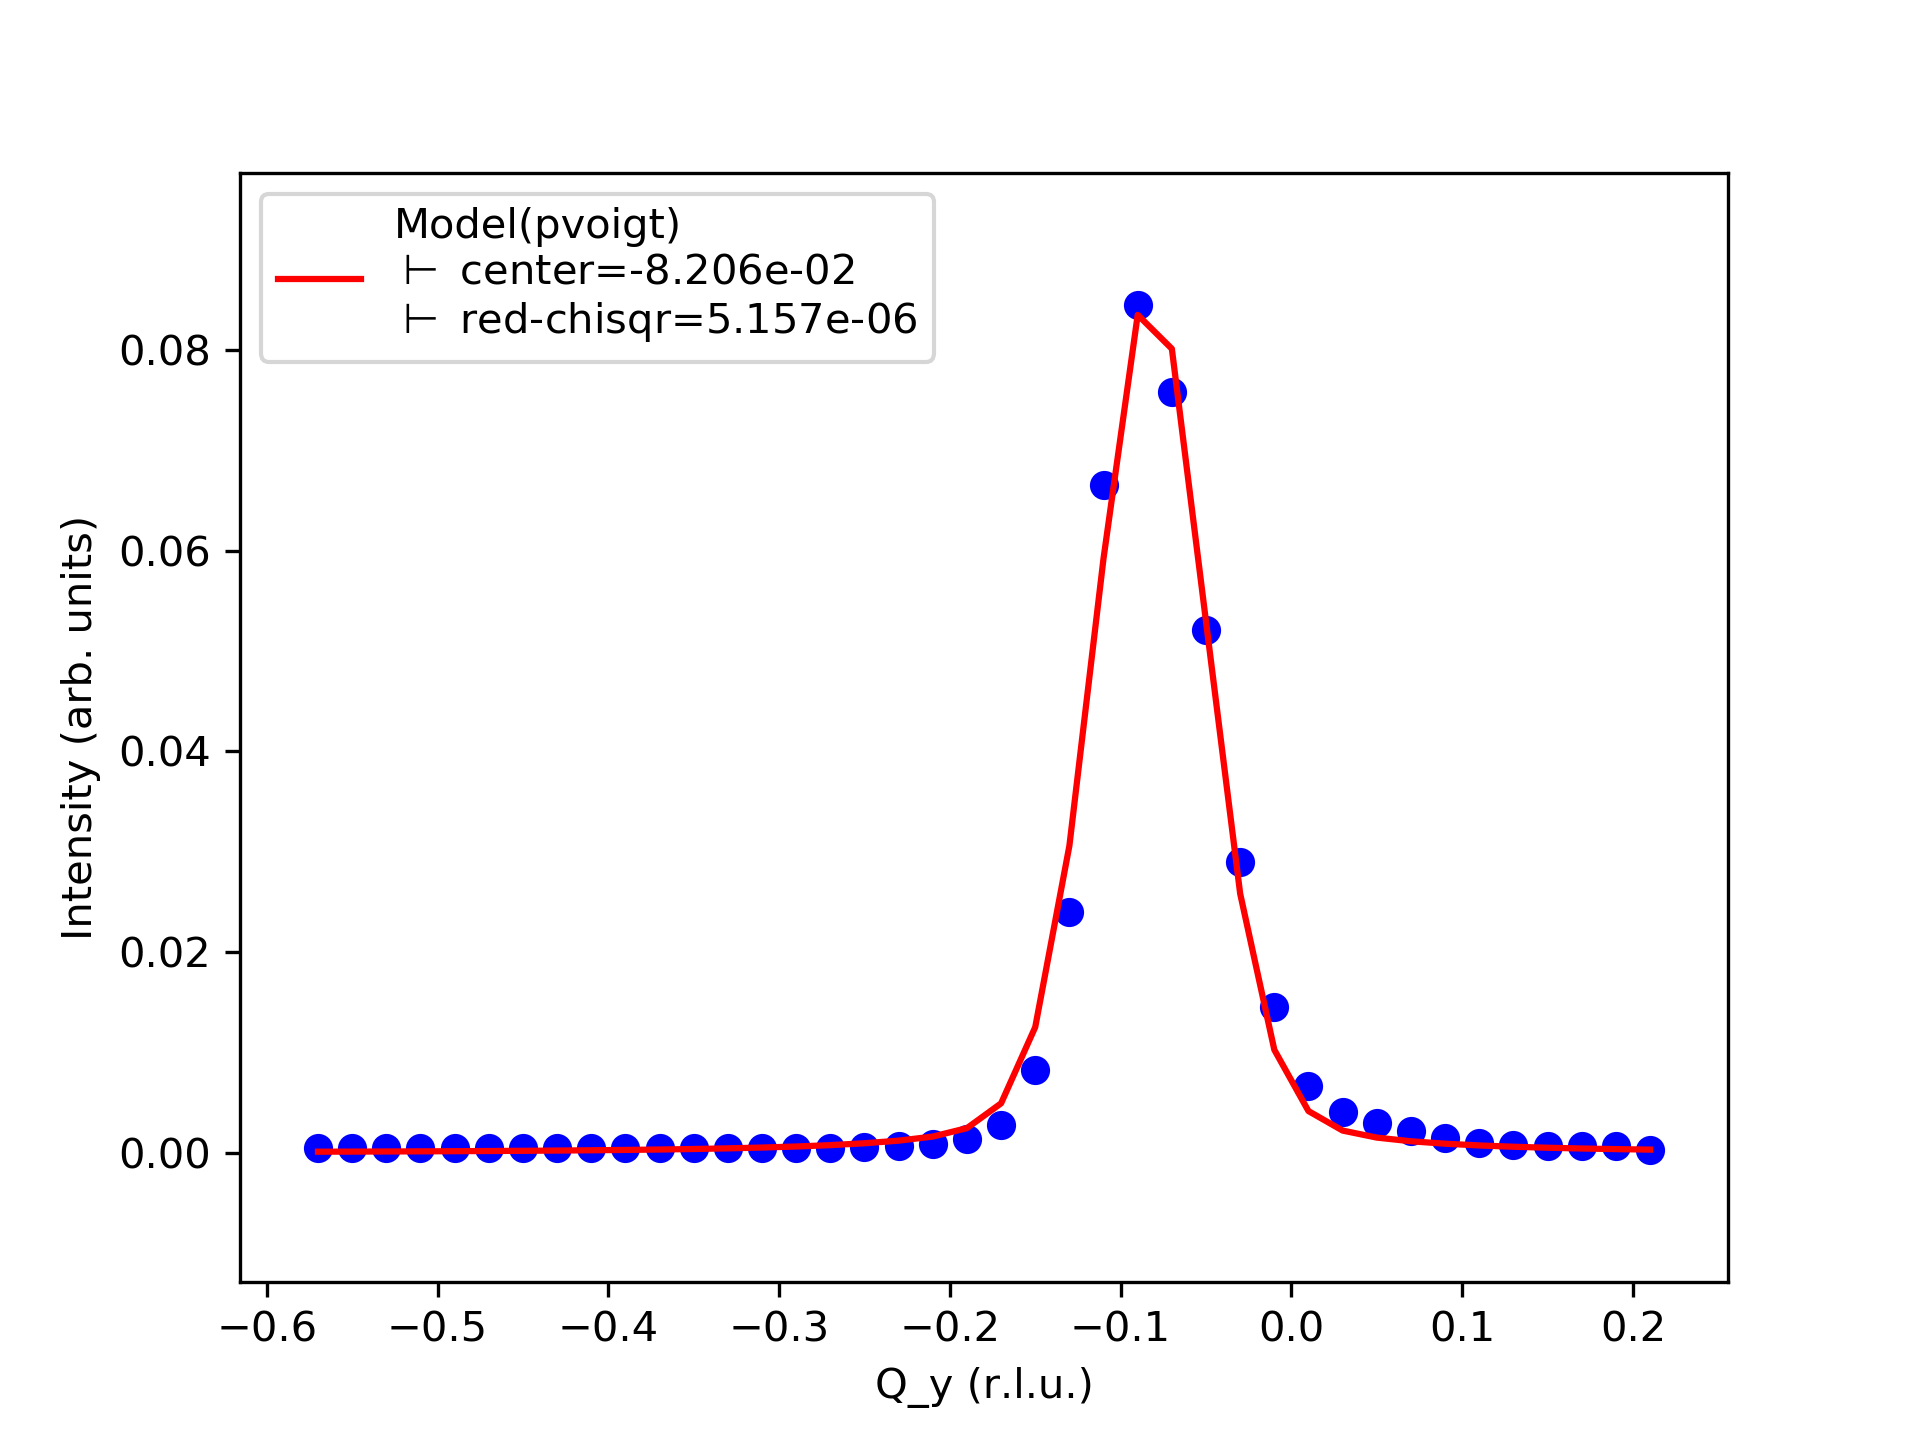 Model(pvoigt)
⊢ center=-8.206e-02
⊢ red-chisqr=5.157e-06
0.08
0.06
0.04
0.02
0.00
Intensity (arb. units)
−0.6 −0.5 −0.4 −0.3 −0.2 −0.1 0.0 0.1 0.2
Q_y (r.l.u.)